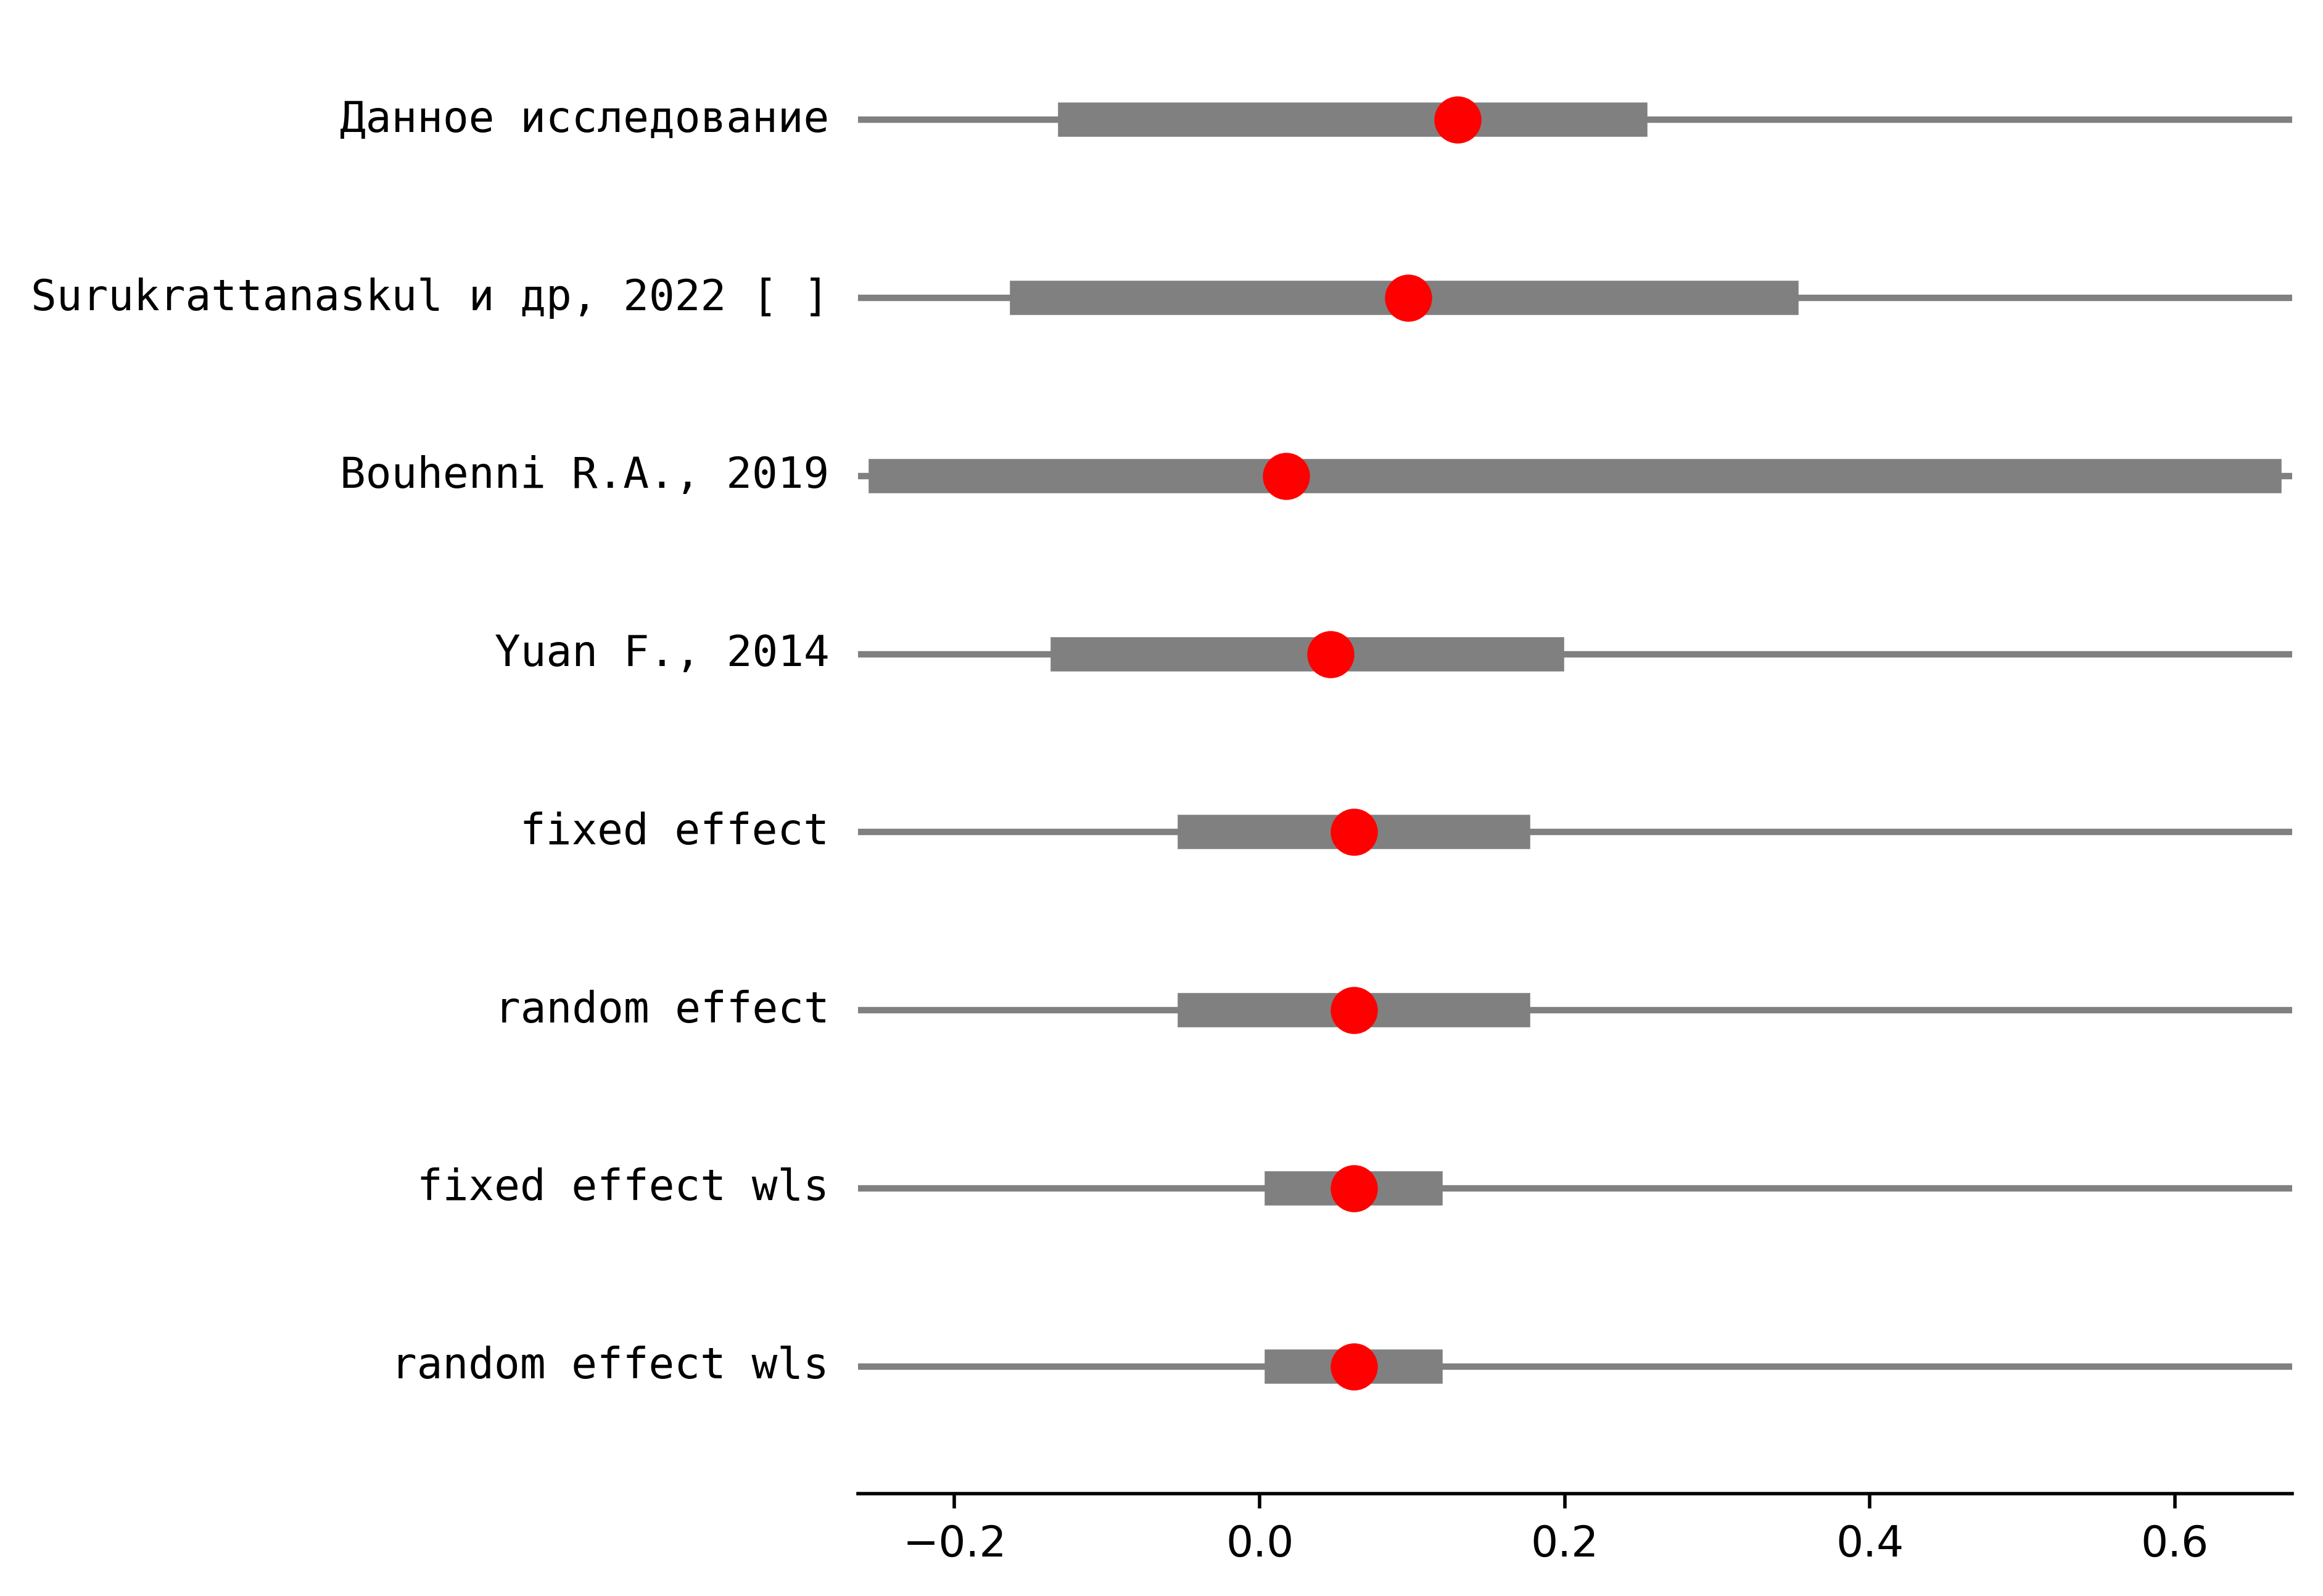 Данное исследование
Surukrattanaskul и др, 2022 [ ]
Bouhenni R.A., 2019
Yuan F., 2014
fixed effect
random effect
fixed effect wls
random effect wls
−0.2 0.0 0.2 0.4 0.6